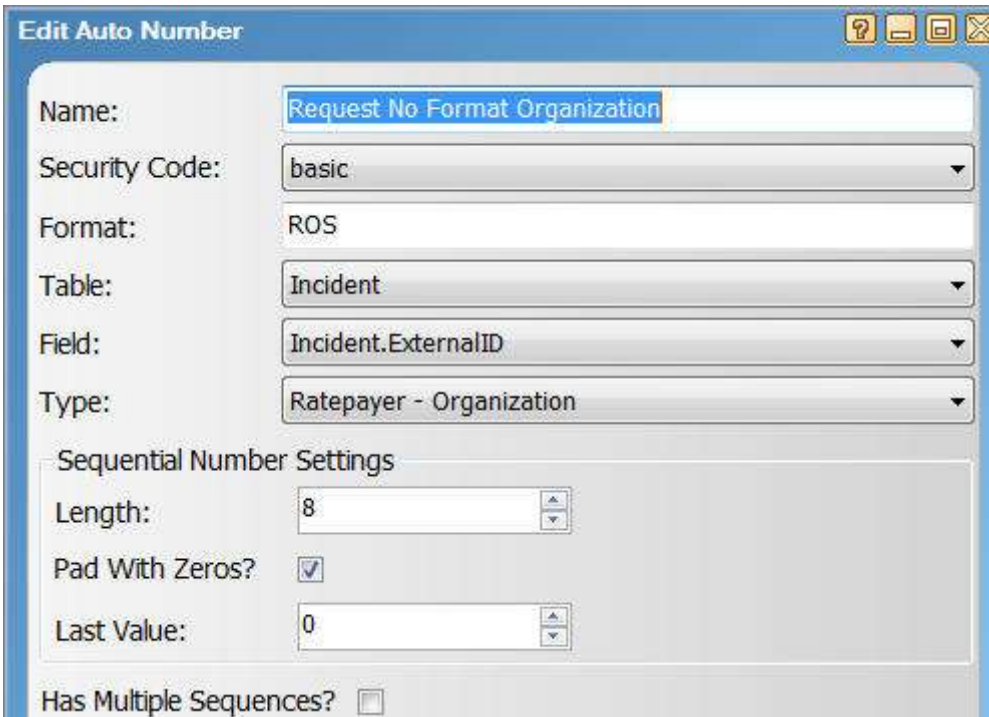 Edit Auto Number
Name: Request No Format Organization
Security Code: basic
Format: ROS
Table: Incident
Field: Incident.ExternalID
Type: Ratepayer - Organization
Sequential Number Settings
Length: 8
Pad With Zeros?
Last Value: 0
Has Multiple Sequences?